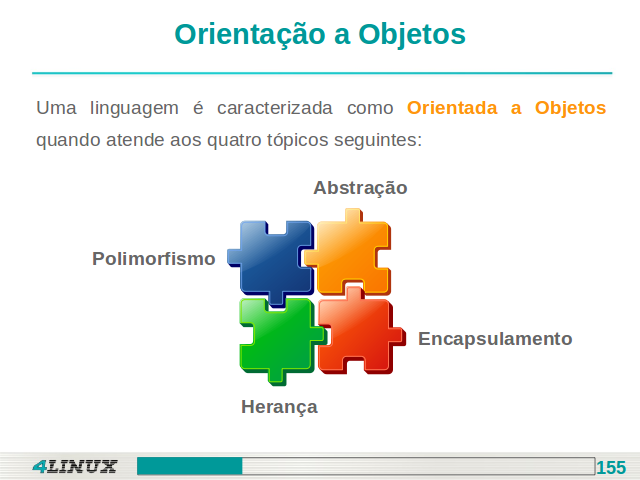 Orientação a Objetos
Uma linguagem é caracterizada como Orientada a Objetos
quando atende aos quatro tópicos seguintes:
Abstração
Polimorfismo
Encapsulamento
Herança
4LINUX
155